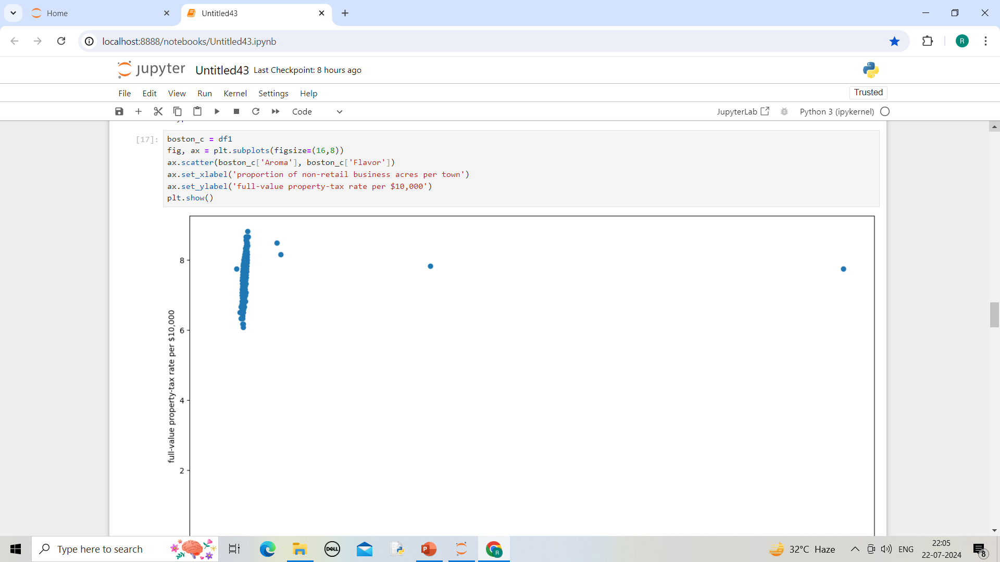 Home
Untitled43
localhost:8888/notebooks/Untitled43.ipynb
R
jupyter Untitled43 Last Checkpoint: 8 hours ago
File Edit View Run Kernel Settings Help
Trusted
Code
JupyterLab
Python 3 (ipykernel)
[17]:
boston_c = df1
fig, ax = plt.subplots(figsize=(16,8))
ax.scatter(boston_c['Aroma'], boston_c['Flavor'])
ax.set_xlabel('proportion of non-retail business acres per town')
ax.set_ylabel('full-value property-tax rate per $10,000')
plt.show()
8
6
4
2
full-value property-tax rate per $10,000
Type here to search
DELL
P
R
32°C Haze
ENG
22:05
22-07-2024
8